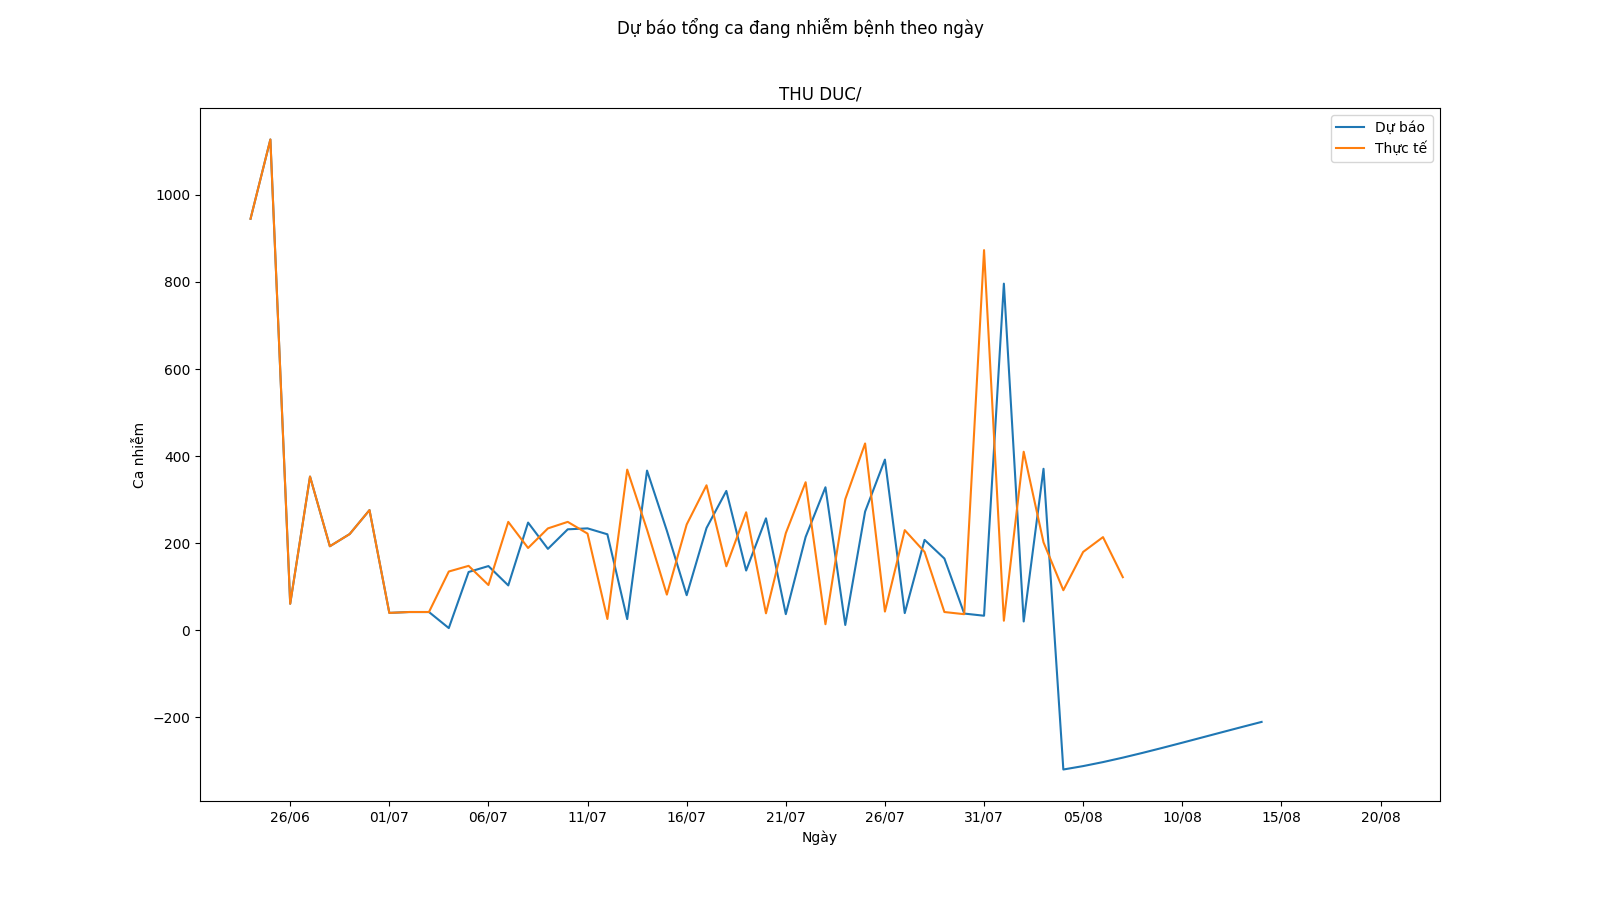 Dự báo tổng ca đang nhiễm bệnh theo ngày
THU DUC/
Dự báo
Thực tế
1000
800
600
400
200
0
−200
Ca nhiễm
26/06 01/07 06/07 11/07 16/07 21/07 26/07 31/07 05/08 10/08 15/08 20/08
Ngày